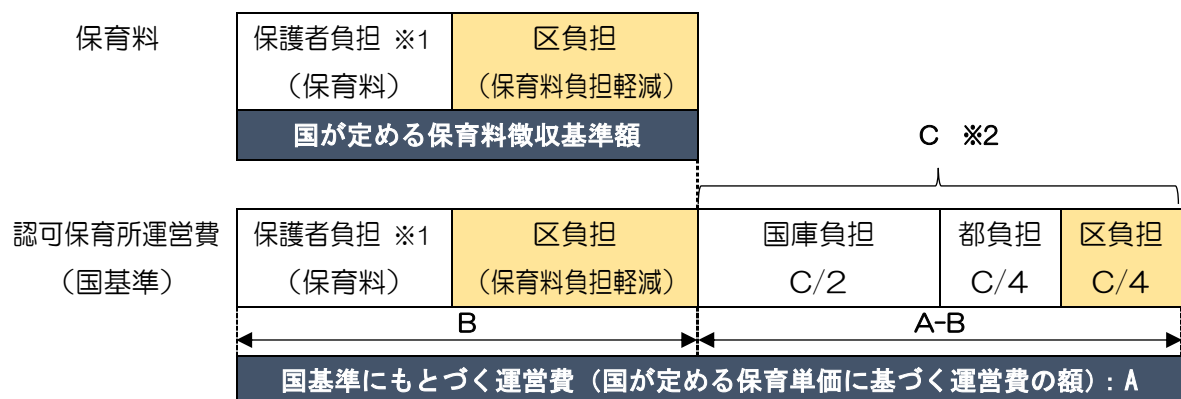 保育料
保護者負担 ※1
(保育料)
区負担
(保育料負担軽減)
国が定める保育料徴収基準額
C ※2
認可保育所運営費
(国基準)
保護者負担 ※1
(保育料)
区負担
(保育料負担軽減)
国庫負担
C/2
都負担
C/4
区負担
C/4
B
A-B
国基準にもとづく運営費(国が定める保育単価に基づく運営費の額):A